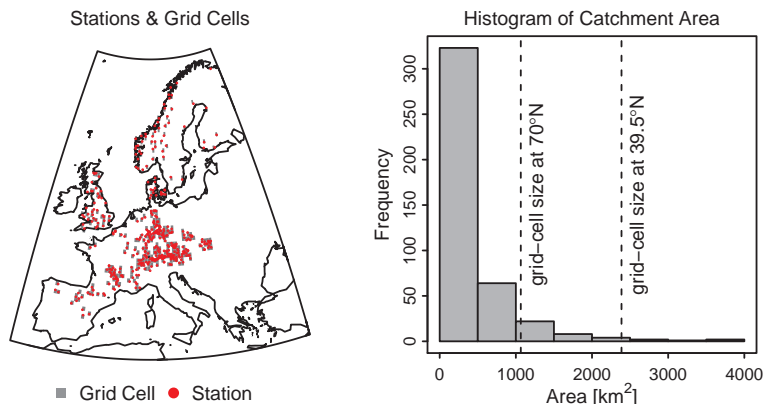 Stations & Grid Cells
Grid Cell
Station
Histogram of Catchment Area
Frequency
0
50
100
150
200
250
300
grid−cell size at 70°N
grid−cell size at 39.5°N
0
1000
2000
3000
4000
Area [km²]